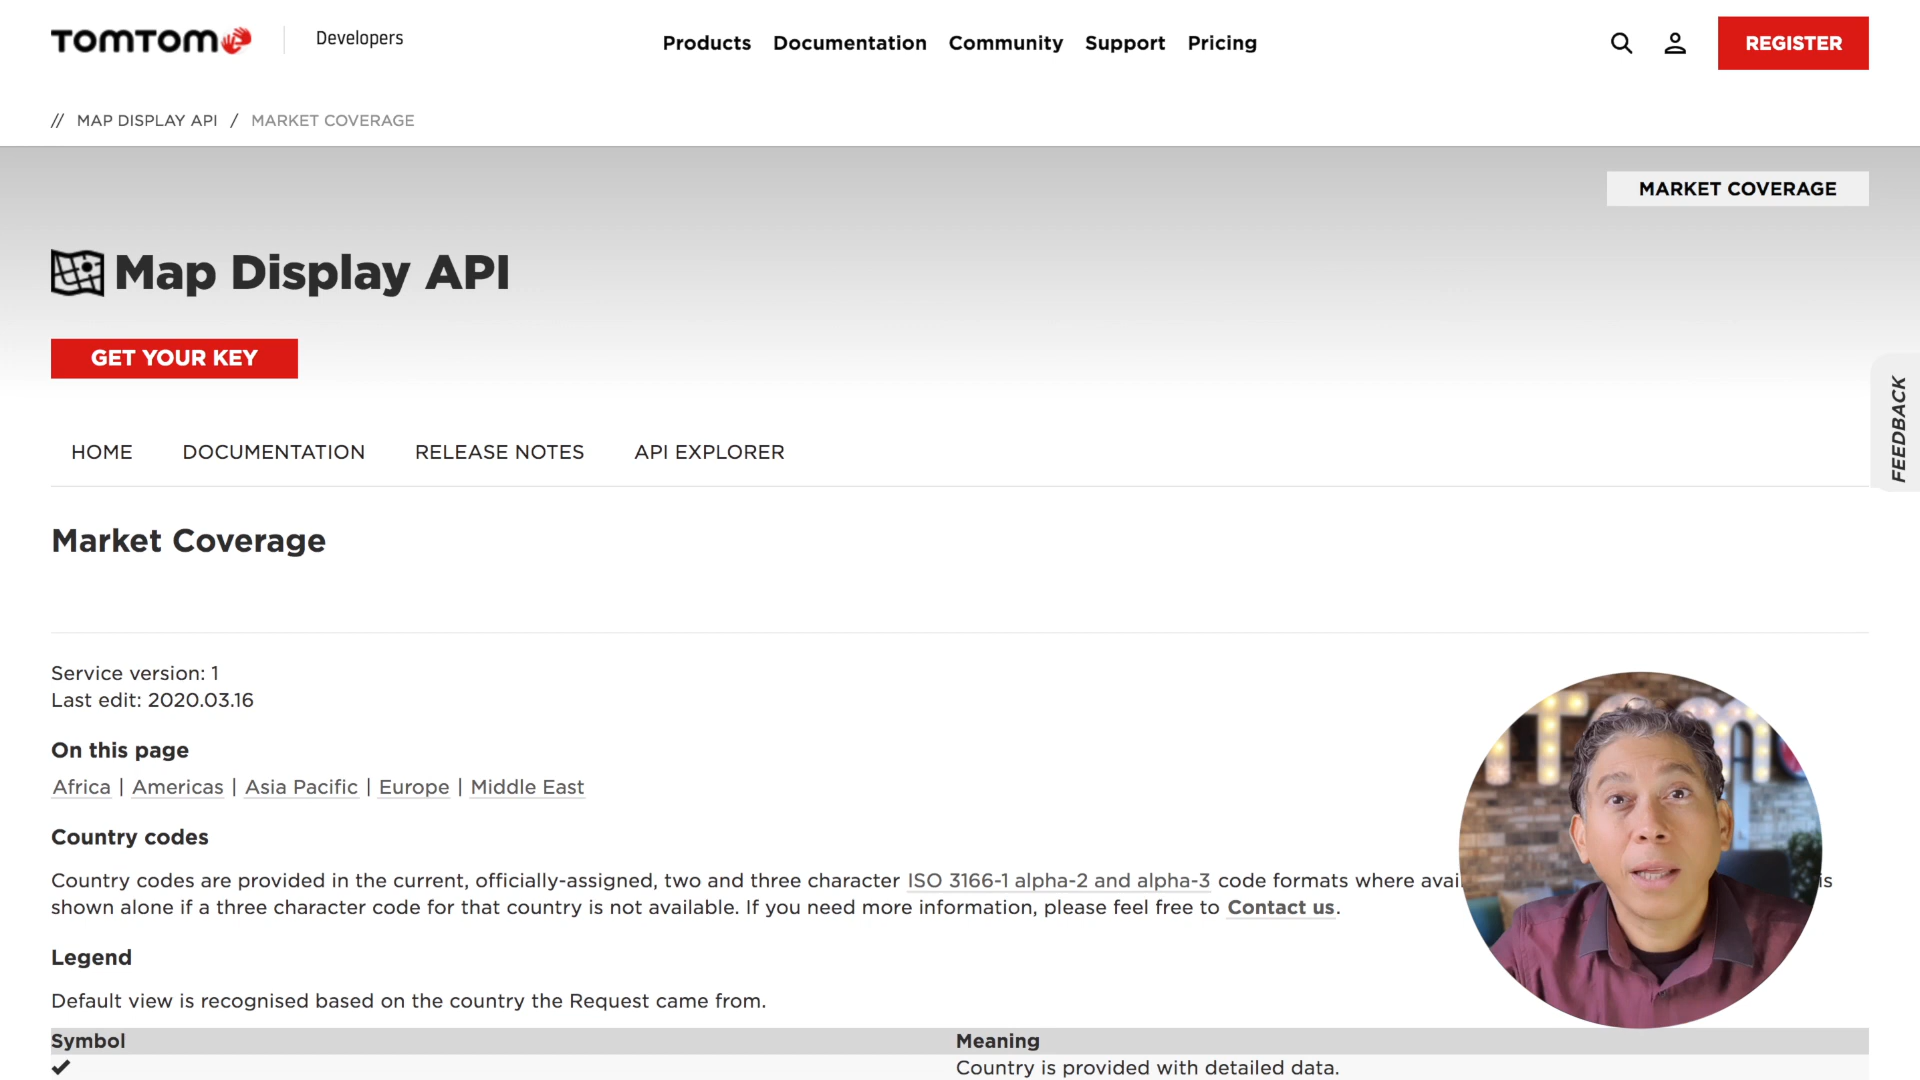 TOMTOM Developers
Products Documentation Community Support Pricing
REGISTER
// MAP DISPLAY API / MARKET COVERAGE
MARKET COVERAGE
Map Display API
GET YOUR KEY
FEEDBACK
HOME DOCUMENTATION RELEASE NOTES API EXPLORER
Market Coverage
Service version: 1
Last edit: 2020.03.16
On this page
Africa | Americas | Asia Pacific | Europe | Middle East
Country codes
Country codes are provided in the current, officially-assigned, two and three character ISO 3166-1 alpha-2 and alpha-3 code formats where is
shown alone if a three character code for that country is not available. If you need more information, please feel free to Contact us.
Legend
Default view is recognised based on the country the Request came from.
Symbol Meaning
✔ Country is provided with detailed data.